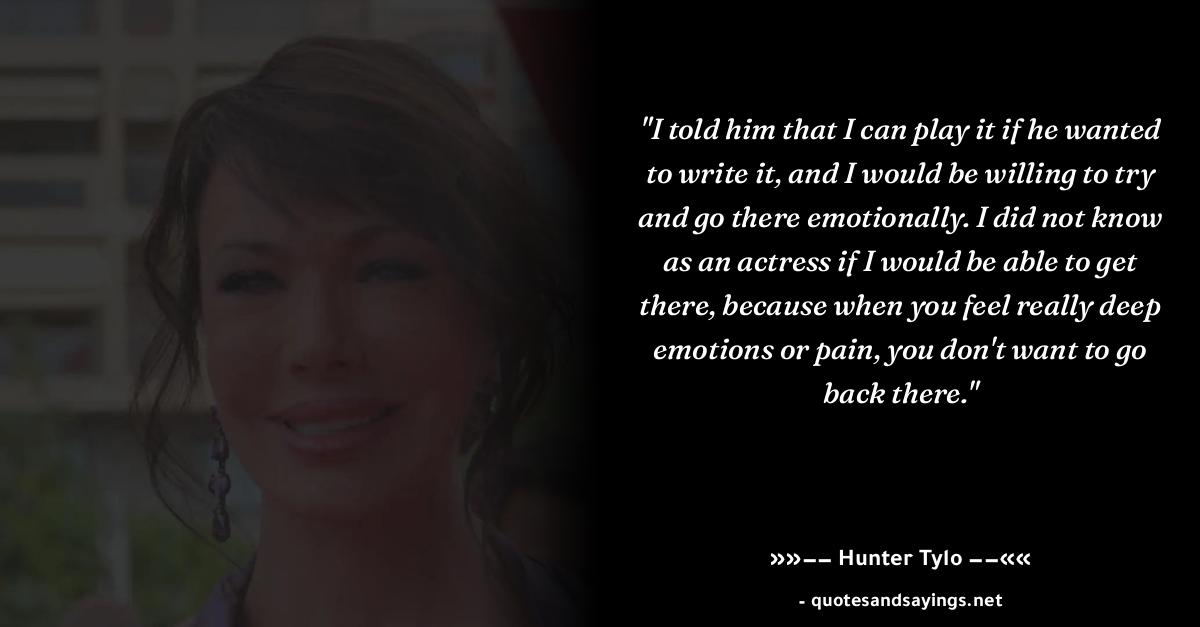 "I told him that I can play it if he wanted
to write it, and I would be willing to try
and go there emotionally. I did not know
as an actress if I would be able to get
there, because when you feel really deep
emotions or pain, you don't want to go
back there."
»»−− Hunter Tylo −−««
- quotesandsayings.net